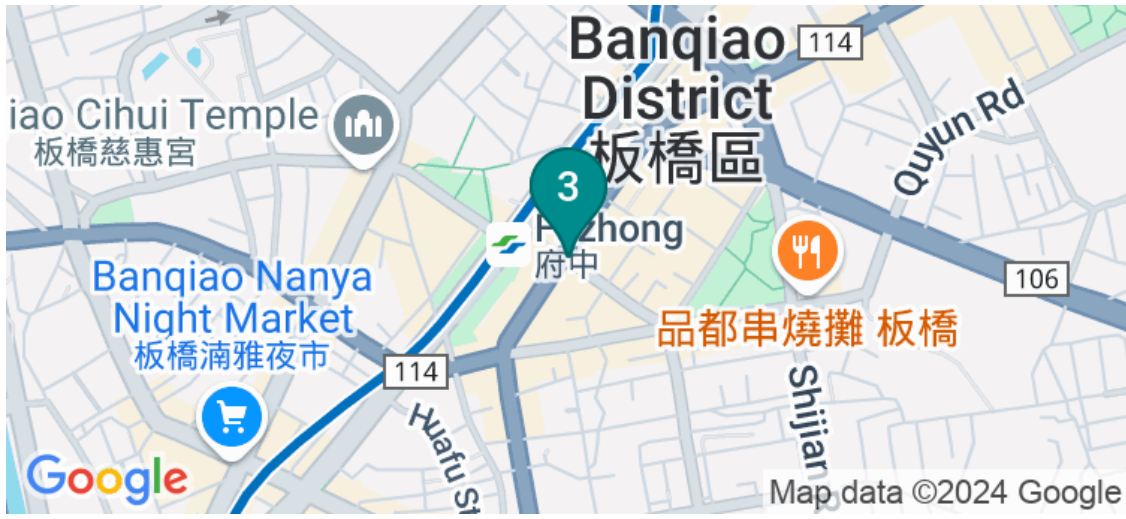 Banqiao
District
板橋區
114
Quyun Rd
iao Cihui Temple
板橋慈惠宮
3
zhong
府中
Banqiao Nanya
Night Market
板橋湳雅夜市
106
品都串燒攤 板橋
114
Huafu St
Shijian
Google
Map data ©2024 Google